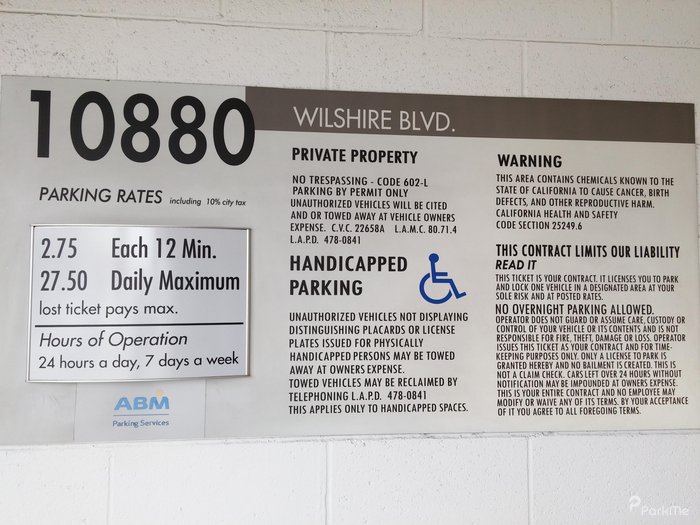 10880
WILSHIRE BLVD.
PARKING RATES including 10% city tax
2.75 Each 12 Min.
27.50 Daily Maximum
lost ticket pays max.
Hours of Operation
24 hours a day, 7 days a week
ABM
Parking Services
PRIVATE PROPERTY
NO TRESPASSING - CODE 602-L
PARKING BY PERMIT ONLY
UNAUTHORIZED VEHICLES WILL BE CITED
AND OR TOWED AWAY AT VEHICLE OWNERS
EXPENSE. C.V.C. 22658A L.A.M.C. 80.71.4
L.A.P.D. 478-0841
HANDICAPPED
PARKING
UNAUTHORIZED VEHICLES NOT DISPLAYING
DISTINGUISHING PLACARDS OR LICENSE
PLATES ISSUED FOR PHYSICALLY
HANDICAPPED PERSONS MAY BE TOWED
AWAY AT OWNERS EXPENSE.
TOWED VEHICLES MAY BE RECLAIMED BY
TELEPHONING L.A.P.D. 478-0841
THIS APPLIES ONLY TO HANDICAPPED SPACES.
WARNING
THIS AREA CONTAINS CHEMICALS KNOWN TO THE
STATE OF CALIFORNIA TO CAUSE CANCER, BIRTH
DEFECTS, AND OTHER REPRODUCTIVE HARM.
CALIFORNIA HEALTH AND SAFETY
CODE SECTION 25249.6
THIS CONTRACT LIMITS OUR LIABILITY
READ IT
THIS TICKET IS YOUR CONTRACT. IT LICENSES YOU TO PARK
AND LOCK ONE VEHICLE IN A DESIGNATED AREA AT YOUR
SOLE RISK AND AT POSTED RATES.
NO OVERNIGHT PARKING ALLOWED.
OPERATOR DOES NOT GUARD OR ASSUME CARE, CUSTODY OR
CONTROL OF YOUR VEHICLE OR ITS CONTENTS AND IS NOT
RESPONSIBLE FOR FIRE, THEFT, DAMAGE OR LOSS. OPERATOR
ISSUES THIS TICKET AS YOUR CONTRACT AND FOR TIME-
KEEPING PURPOSES ONLY. ONLY A LICENSE TO PARK IS
GRANTED HEREBY AND NO BAILMENT IS CREATED. THIS IS
NOT A CLAIM CHECK. CARS LEFT OVER 24 HOURS WITHOUT
NOTIFICATION MAY BE IMPOUNDED AT OWNERS EXPENSE.
THIS IS YOUR ENTIRE CONTRACT AND NO EMPLOYEE MAY
MODIFY OR WAIVE ANY OF ITS TERMS. BY YOUR ACCEPTANCE
OF IT YOU AGREE TO ALL FOREGOING TERMS.
ParkMe